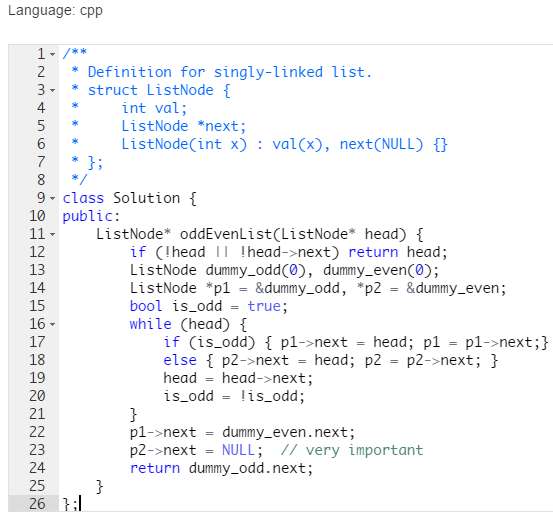 Language: cpp
1 /**
2  * Definition for singly-linked list.
3  * struct ListNode {
4  *     int val;
5  *     ListNode *next;
6  *     ListNode(int x) : val(x), next(NULL) {}
7  * };
8  */
9 class Solution {
10 public:
11     ListNode* oddEvenList(ListNode* head) {
12         if (!head || !head->next) return head;
13         ListNode dummy_odd(0), dummy_even(0);
14         ListNode *p1 = &dummy_odd, *p2 = &dummy_even;
15         bool is_odd = true;
16         while (head) {
17             if (is_odd) { p1->next = head; p1 = p1->next;}
18             else { p2->next = head; p2 = p2->next; }
19             head = head->next;
20             is_odd = !is_odd;
21         }
22         p1->next = dummy_even.next;
23         p2->next = NULL;  // very important
24         return dummy_odd.next;
25     }
26 };